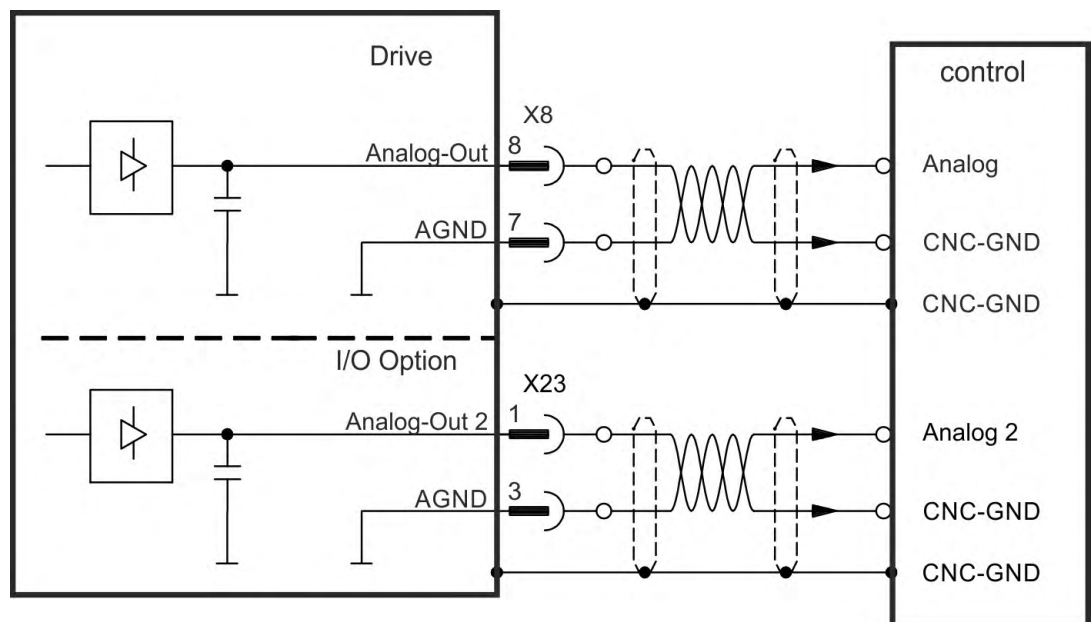 Drive
control
X8
Analog-Out 8
Analog
AGND 7
CNC-GND
CNC-GND
I/O Option
X23
Analog-Out 2 1
Analog 2
AGND 3
CNC-GND
CNC-GND